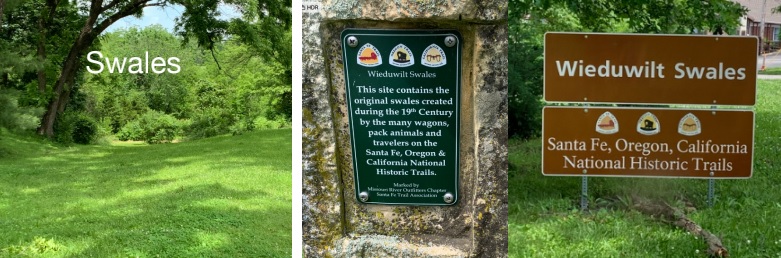 Swales
HDR
Wieduwilt Swales
This site contains the
original swales created
during the 19th Century
by the many wagons,
pack animals and
travelers on the
Santa Fe, Oregon &
California National
Historic Trails.
Marked by
Missouri River Outfitters Chapter
Santa Fe Trail Association
Wieduwilt Swales
Santa Fe, Oregon, California
National Historic Trails